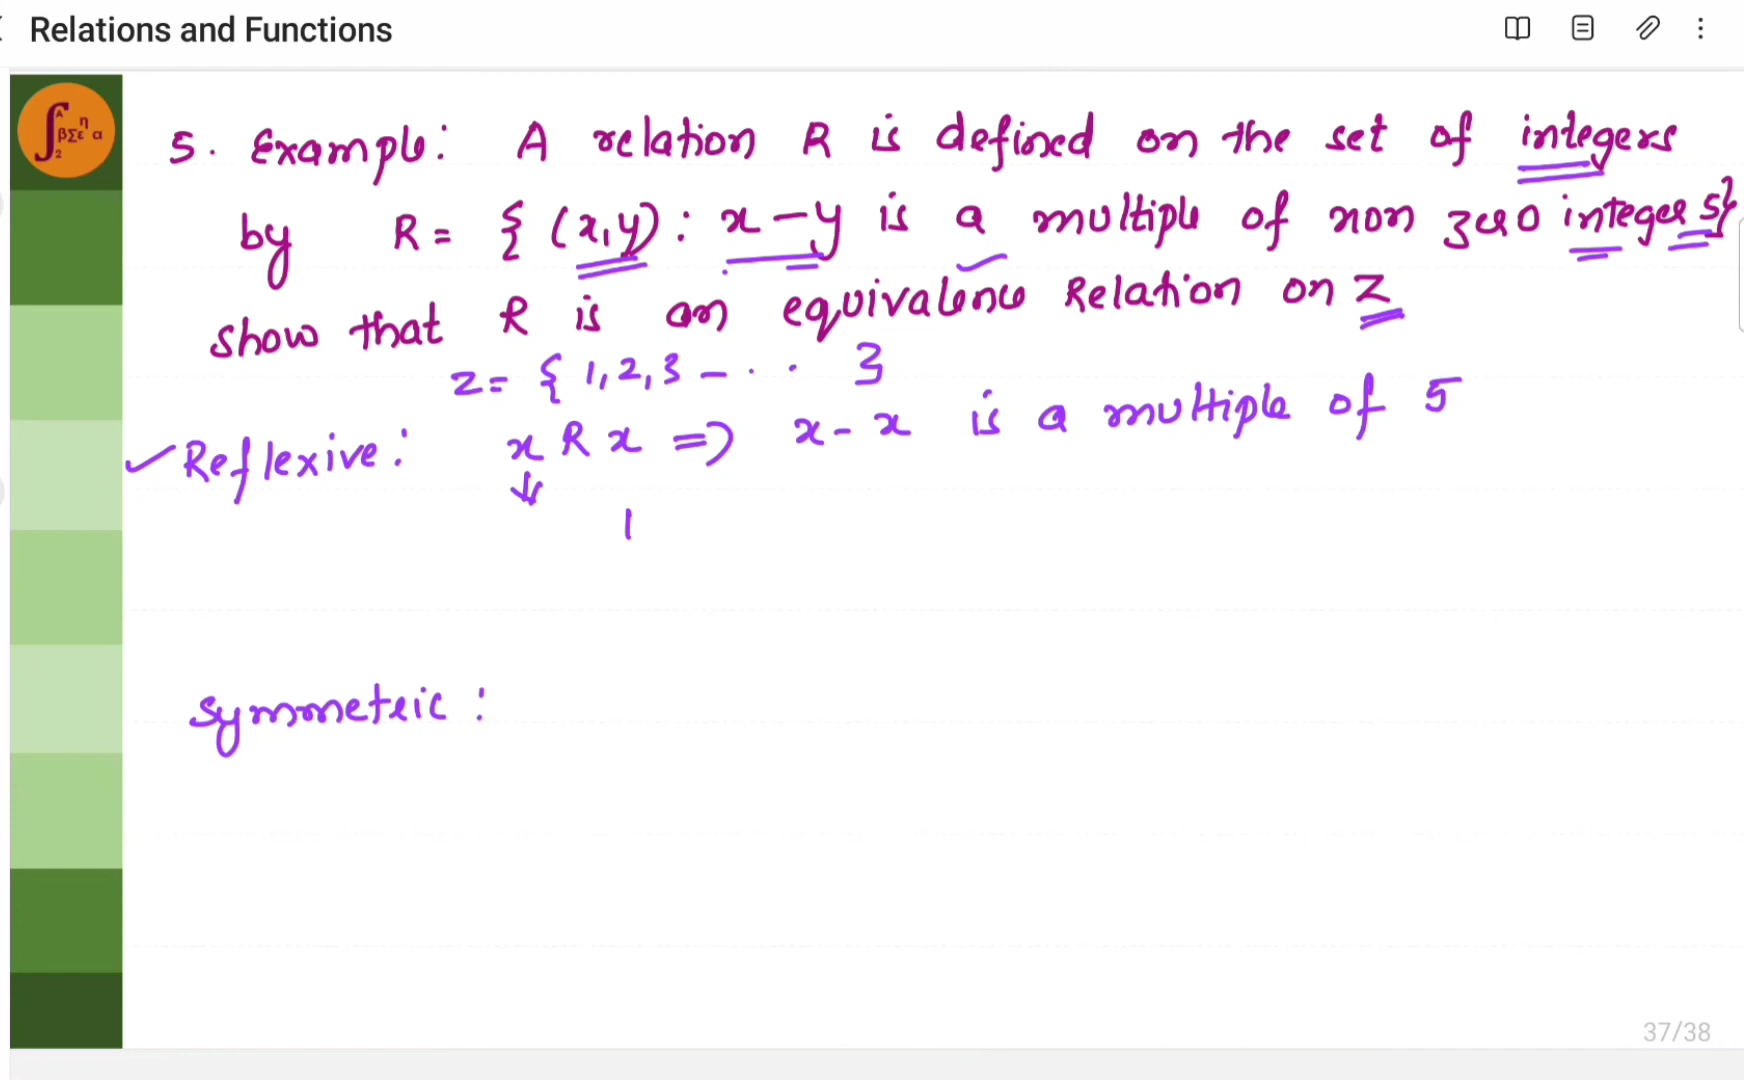 Relations and Functions
5. Example: A relation R is defined on the set of integers
by R = { (x,y) : x - y is a multiple of non zero integer 5}
show that R is an equivalence Relation on Z
Z = { 1, 2, 3 - . . }
Reflexive: x R x => x - x is a multiple of 5
1
Symmetric :
37/38